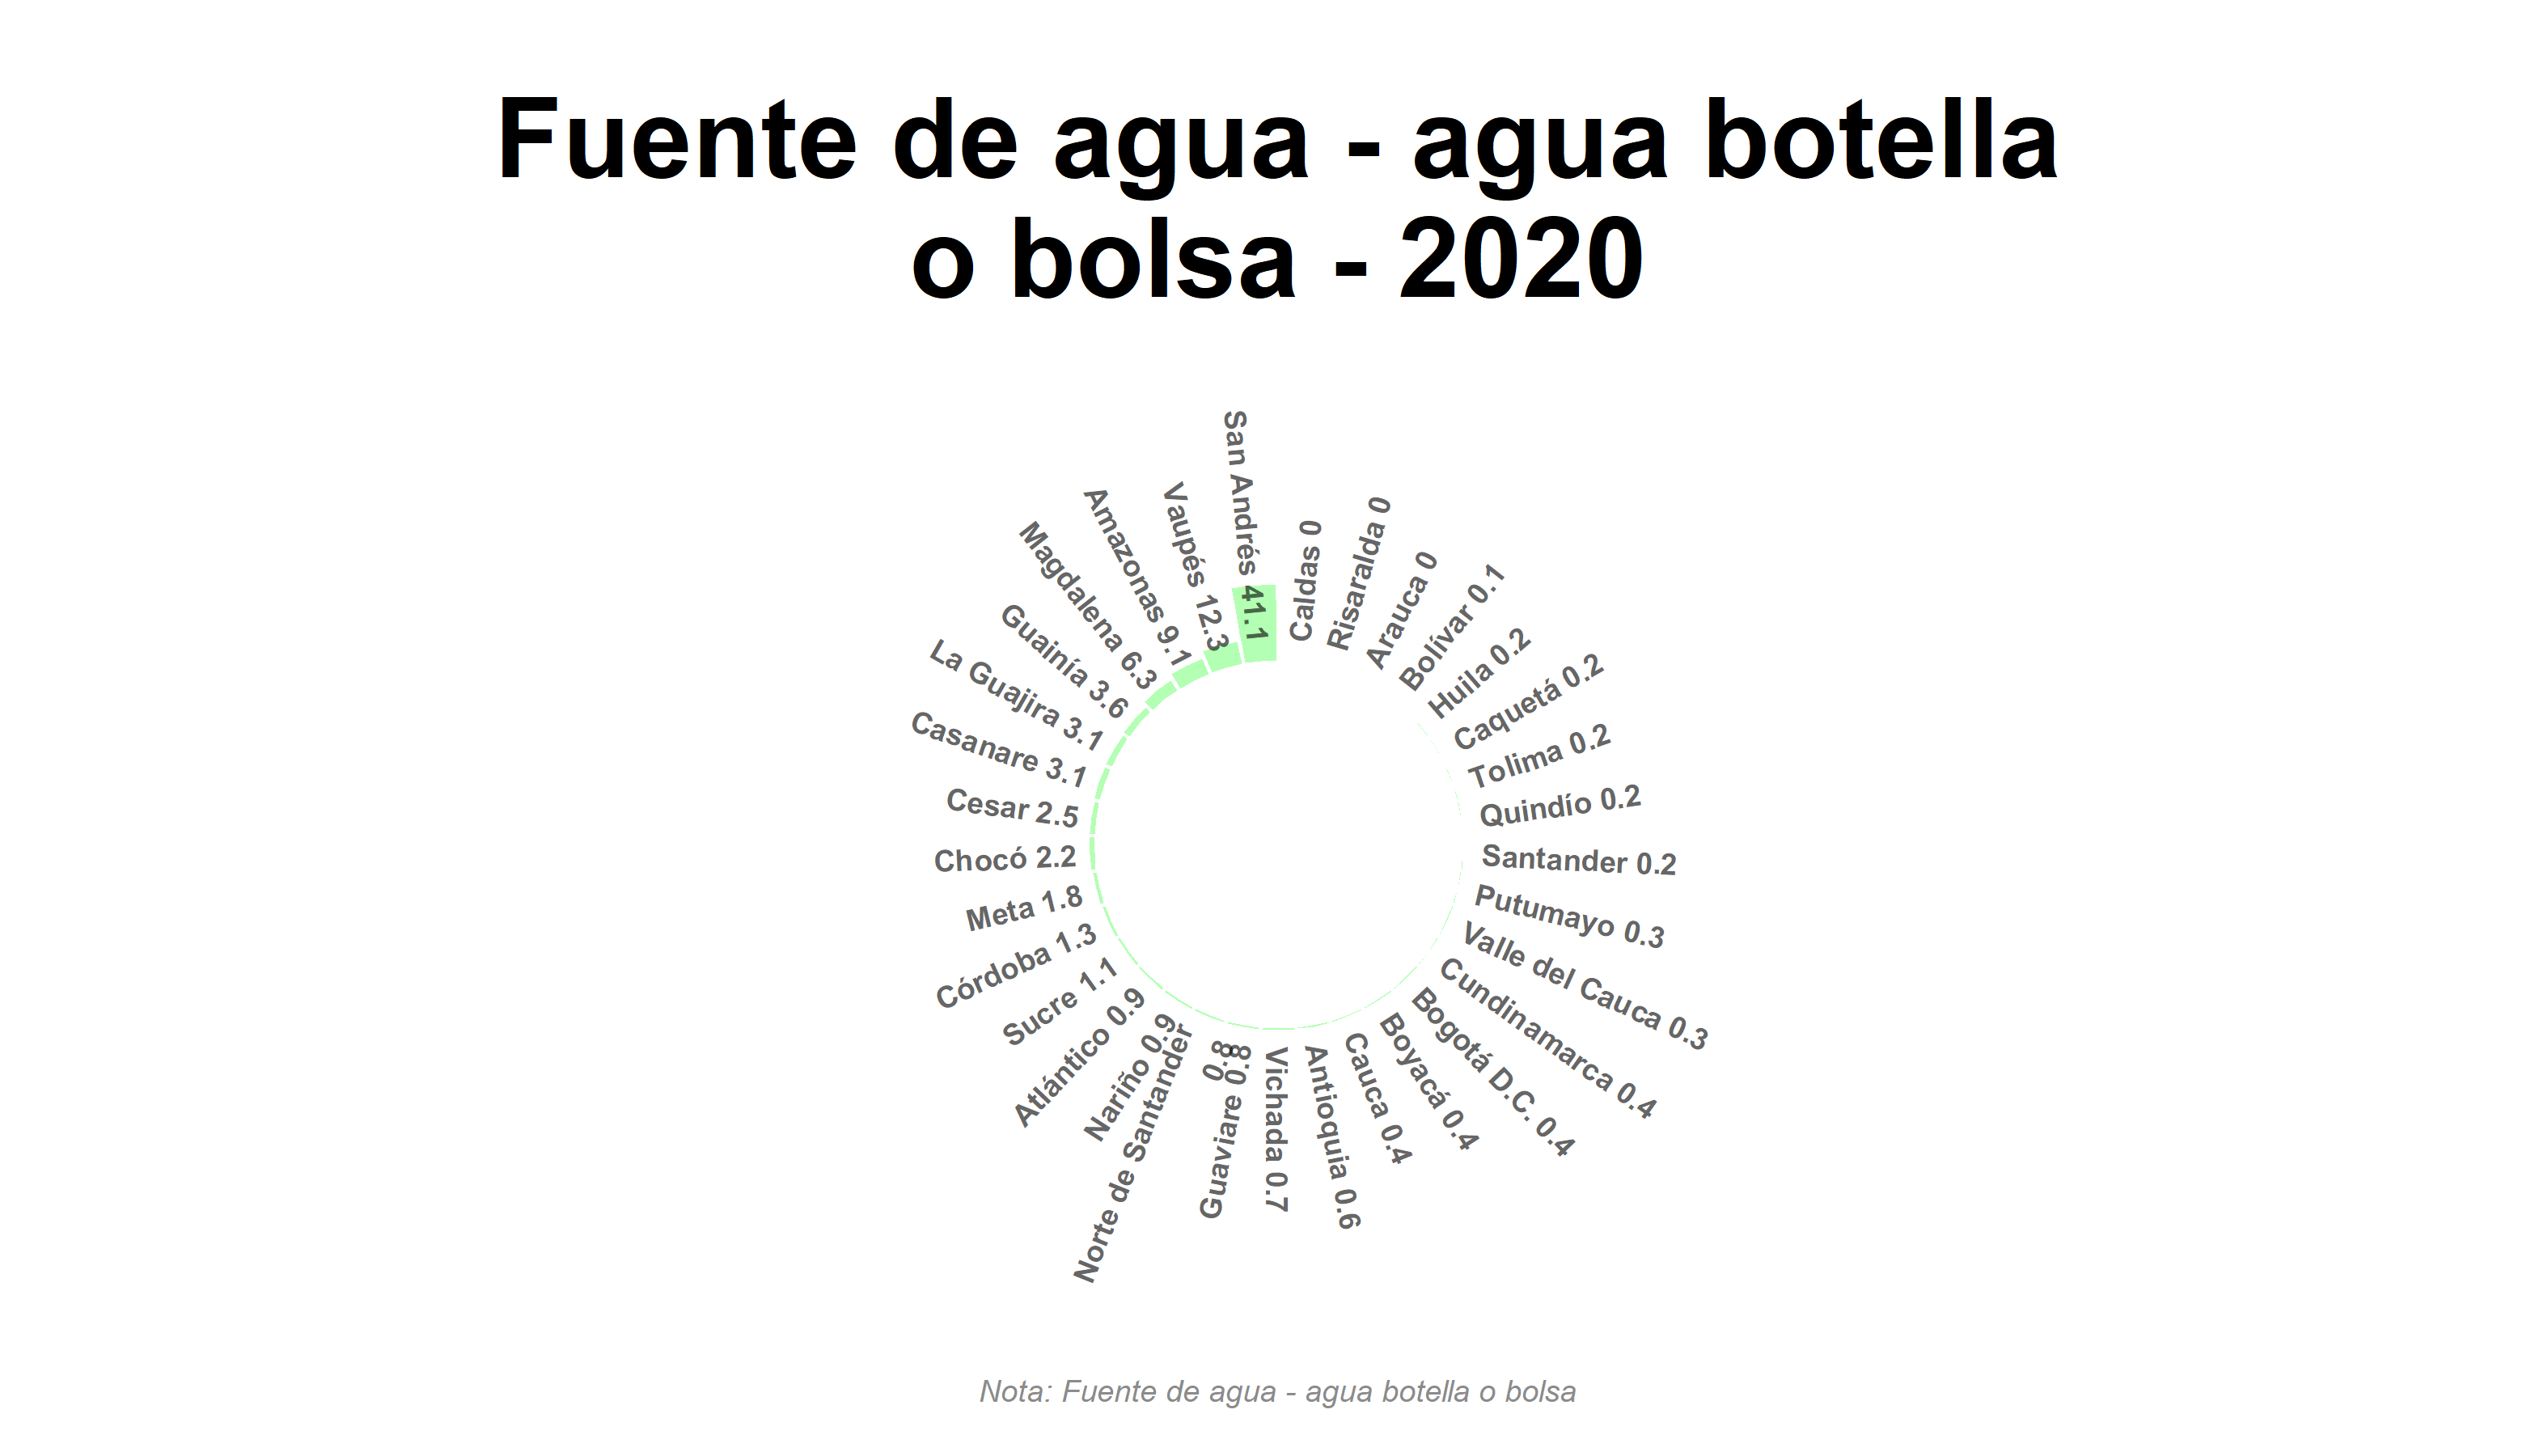 Fuente de agua - agua botella
o bolsa - 2020
San Andrés 41.1
Caldas 0
Risaralda 0
Arauca 0
Bolívar 0.1
Huila 0.2
Caquetá 0.2
Tolima 0.2
Quindío 0.2
Santander 0.2
Putumayo 0.3
Valle del Cauca 0.3
Cundinamarca 0.4
Bogotá D.C. 0.4
Boyacá 0.4
Cauca 0.4
Antioquia 0.6
Vichada 0.7
Guaviare 0.8
Norte de Santander
0.8
Nariño 0.9
Atlántico 0.9
Sucre 1.1
Córdoba 1.3
Meta 1.8
Chocó 2.2
Cesar 2.5
Casanare 3.1
La Guajira 3.1
Guainía 3.6
Magdalena 6.3
Amazonas 9.1
Vaupés 12.3
Nota: Fuente de agua - agua botella o bolsa